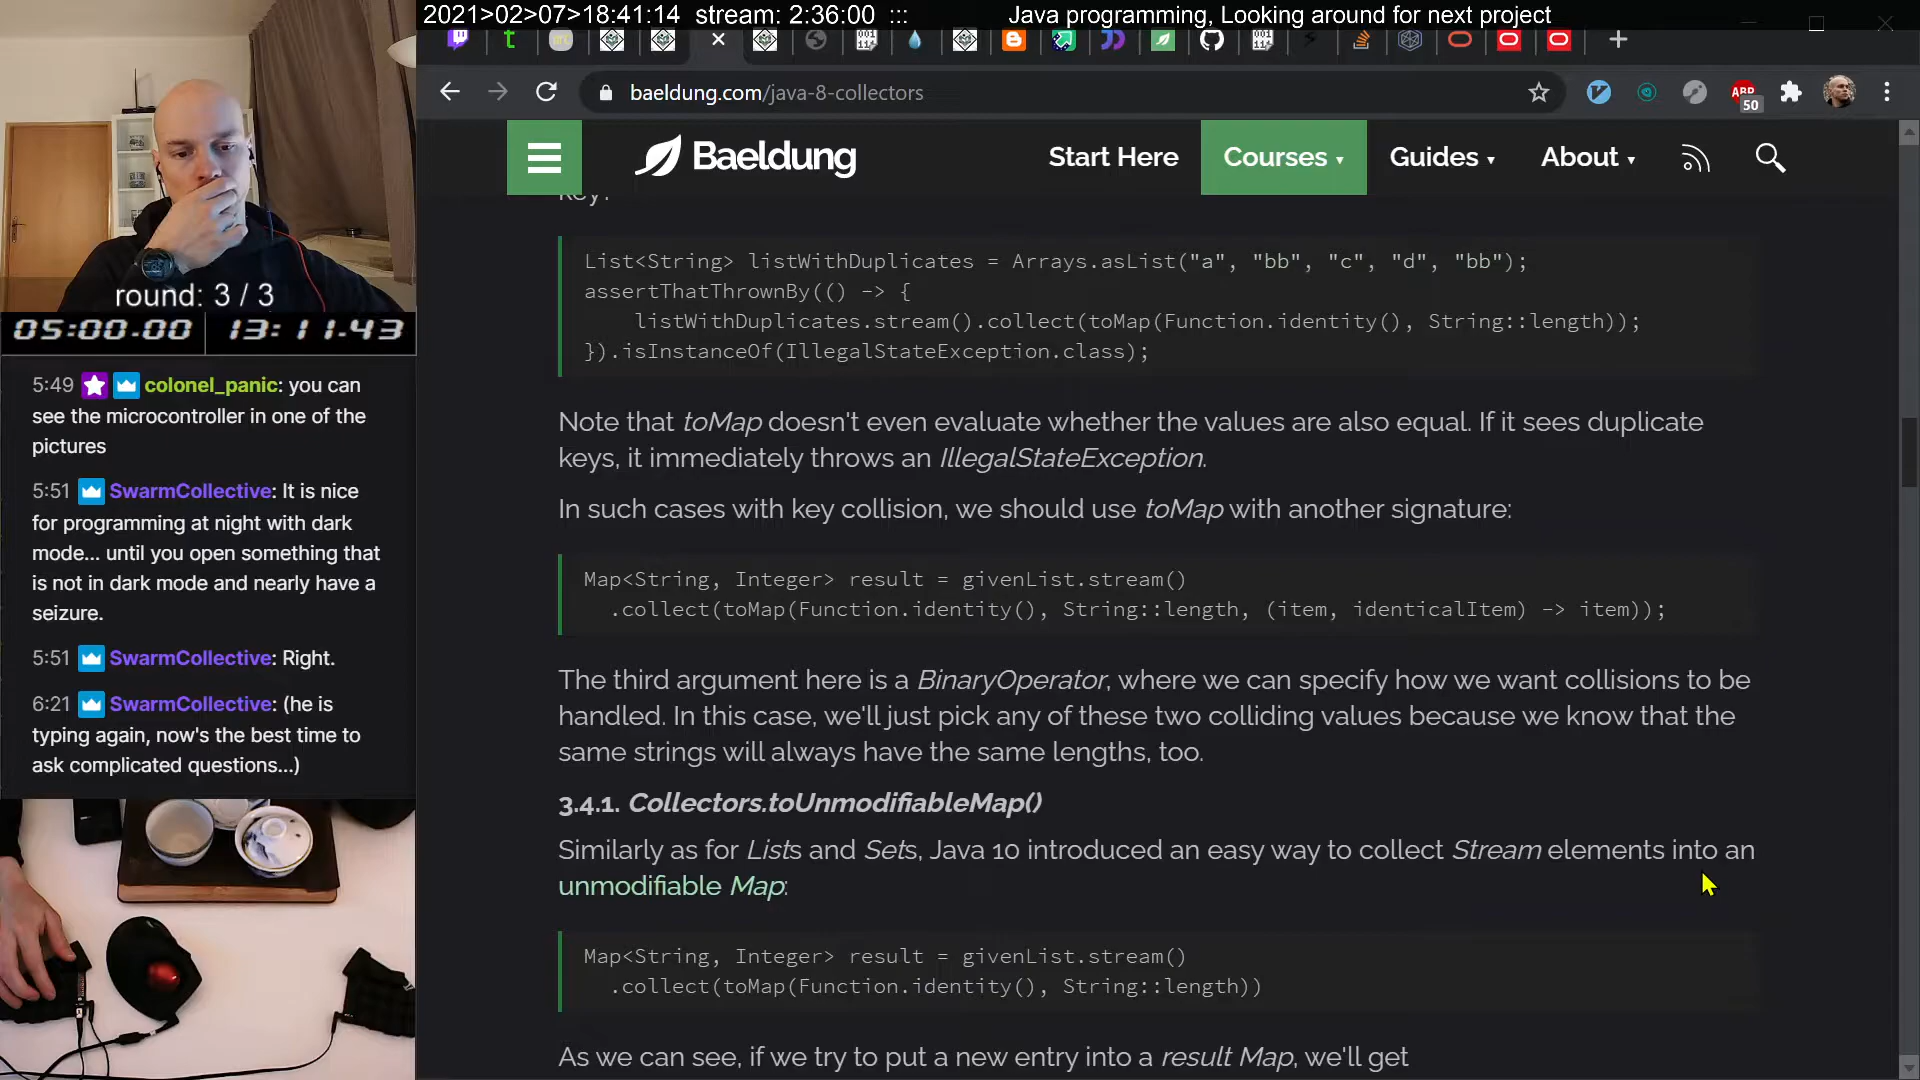 2021>02>07>18:41:14 stream: 2:36:00 ::: Java programming, Looking around for next project
baeldung.com/java-8-collectors
ABP
50
Baeldung
Start Here
Courses
Guides
About
key:
List<String> listWithDuplicates = Arrays.asList("a", "bb", "c", "d", "bb");
assertThatThrownBy(() -> {
listWithDuplicates.stream().collect(toMap(Function.identity(), String::length));
}).isInstanceOf(IllegalStateException.class);
Note that toMap doesn't even evaluate whether the values are also equal. If it sees duplicate
keys, it immediately throws an IllegalStateException.
In such cases with key collision, we should use toMap with another signature:
Map<String, Integer> result = givenList.stream()
.collect(toMap(Function.identity(), String::length, (item, identicalItem) -> item));
The third argument here is a BinaryOperator, where we can specify how we want collisions to be
handled. In this case, we'll just pick any of these two colliding values because we know that the
same strings will always have the same lengths, too.
3.4.1. Collectors.toUnmodifiableMap()
Similarly as for Lists and Sets, Java 10 introduced an easy way to collect Stream elements into an
unmodifiable Map:
Map<String, Integer> result = givenList.stream()
.collect(toMap(Function.identity(), String::length))
As we can see, if we try to put a new entry into a result Map, we'll get
round: 3 / 3
05:00.00
13:11.43
5:49 colonel_panic: you can
see the microcontroller in one of the
pictures
5:51 SwarmCollective: It is nice
for programming at night with dark
mode... until you open something that
is not in dark mode and nearly have a
seizure.
5:51 SwarmCollective: Right.
6:21 SwarmCollective: (he is
typing again, now's the best time to
ask complicated questions...)